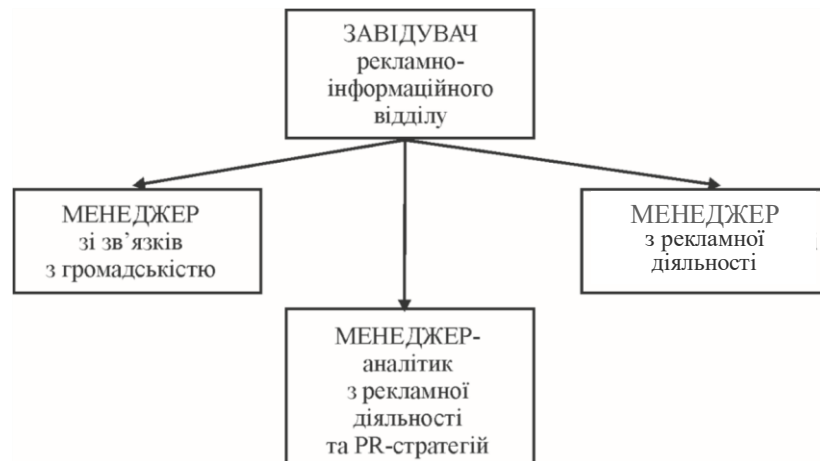 ЗАВІДУВАЧ
рекламно-
інформаційного
відділу
МЕНЕДЖЕР
зі зв’язків
з громадськістю
МЕНЕДЖЕР
з рекламної
діяльності
МЕНЕДЖЕР-
аналітик
з рекламної
діяльності
та PR-стратегій